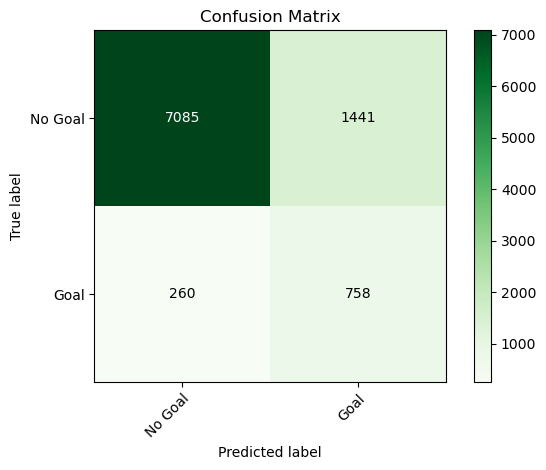 Confusion Matrix
True label
No Goal
7085
1441
Goal
260
758
No Goal
Goal
Predicted label
7000
6000
5000
4000
3000
2000
1000